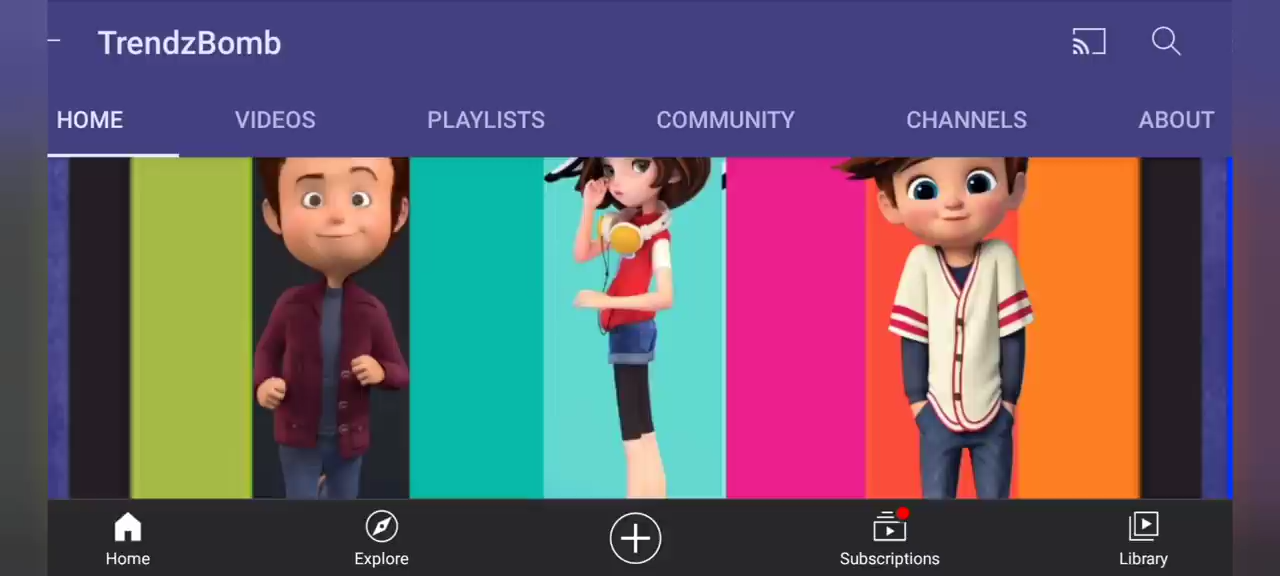 TrendzBomb
HOME VIDEOS PLAYLISTS COMMUNITY CHANNELS ABOUT
Home Explore Subscriptions Library